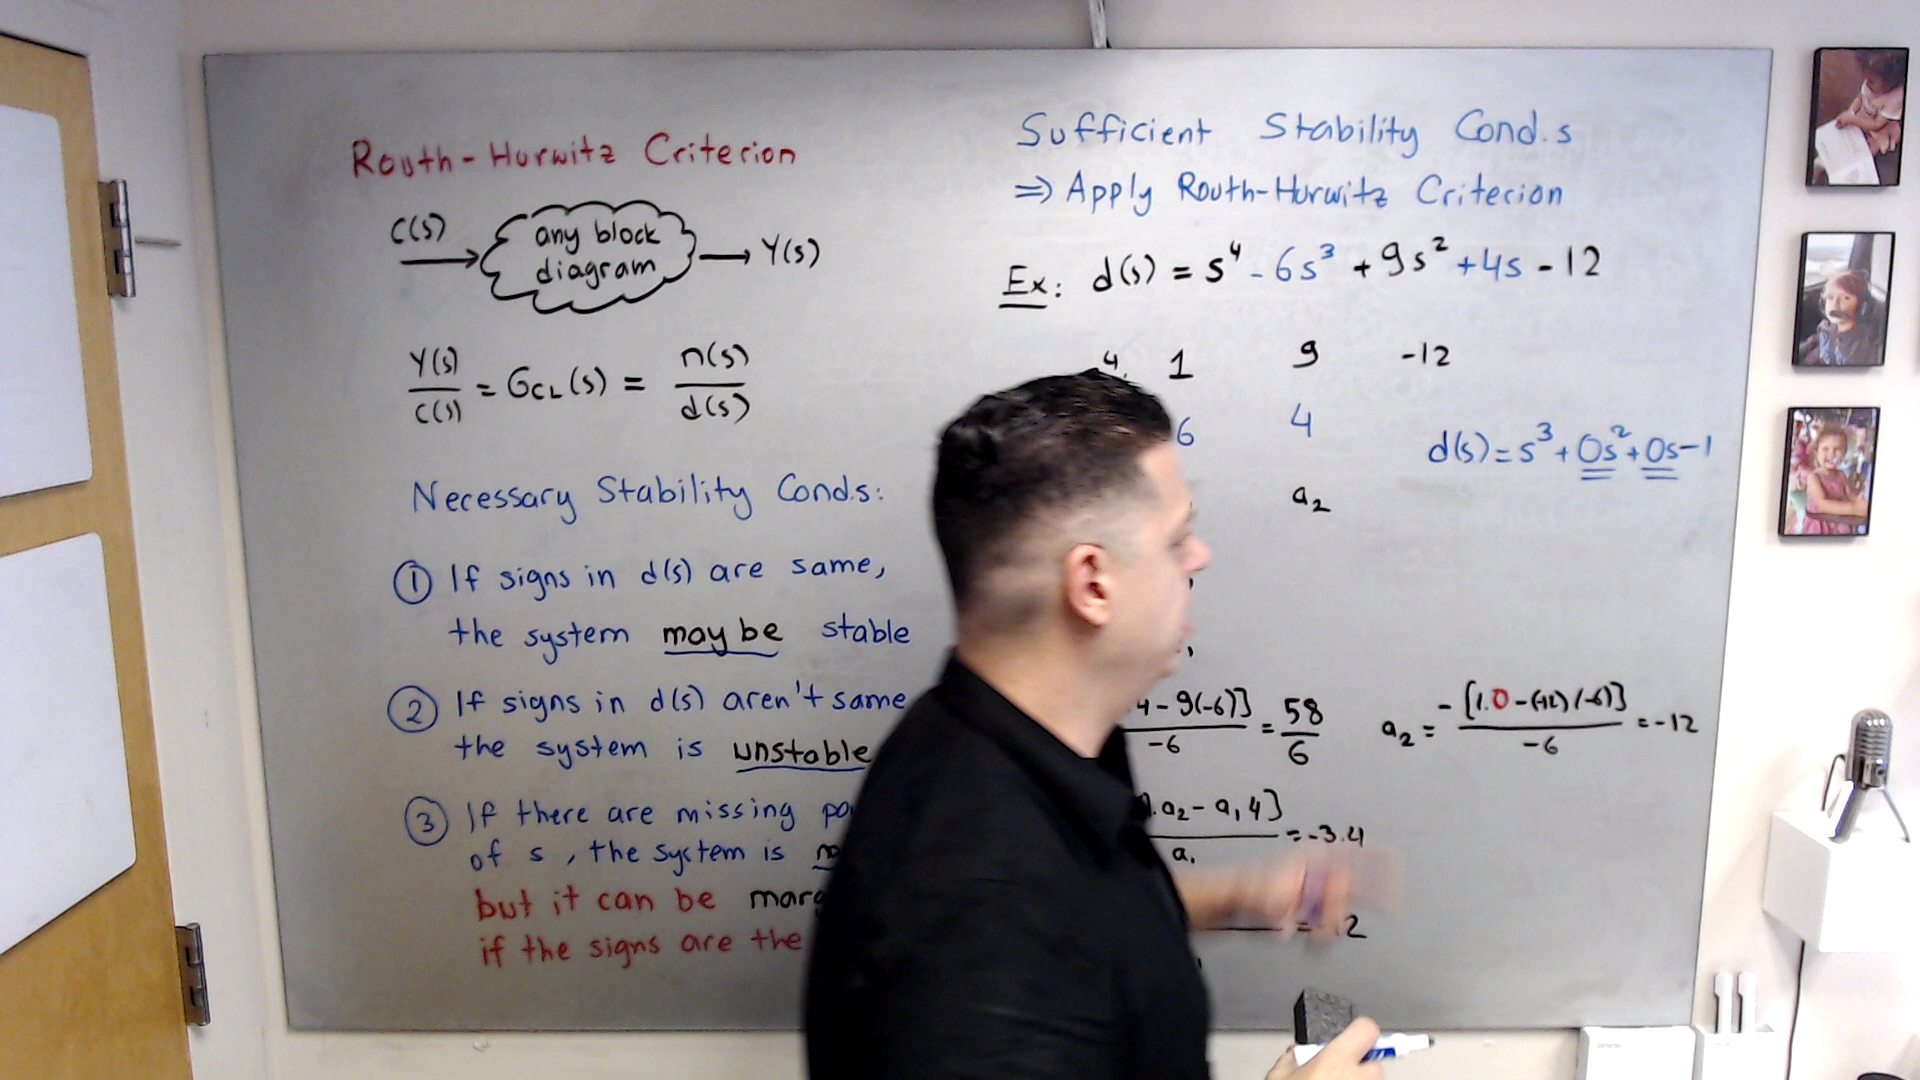 Routh-Hurwitz Criterion
C(s) any block diagram Y(s)
Y(s)/C(s) = GCL(s) = n(s)/d(s)
Necessary Stability Cond.s:
① If signs in d(s) are same,
the system may be stable
② If signs in d(s) aren't same
the system is unstable
③ If there are missing
of s, the system is
but it can be
if the signs are the
Sufficient Stability Cond.s
⇒ Apply Routh-Hurwitz Criterion
Ex: d(s) = s⁴ - 6s³ + 9s² + 4s - 12
4 1 9 -12
6 4
d(s) = s³ + 0s² + 0s - 1
a₂
4 - 9(-6)]/-6 = 58/6
a₂ = -[1.0 - (-12)(-6)]/-6 = -12
.a₂ - a₁4]/a₁ = -3.4
= 2